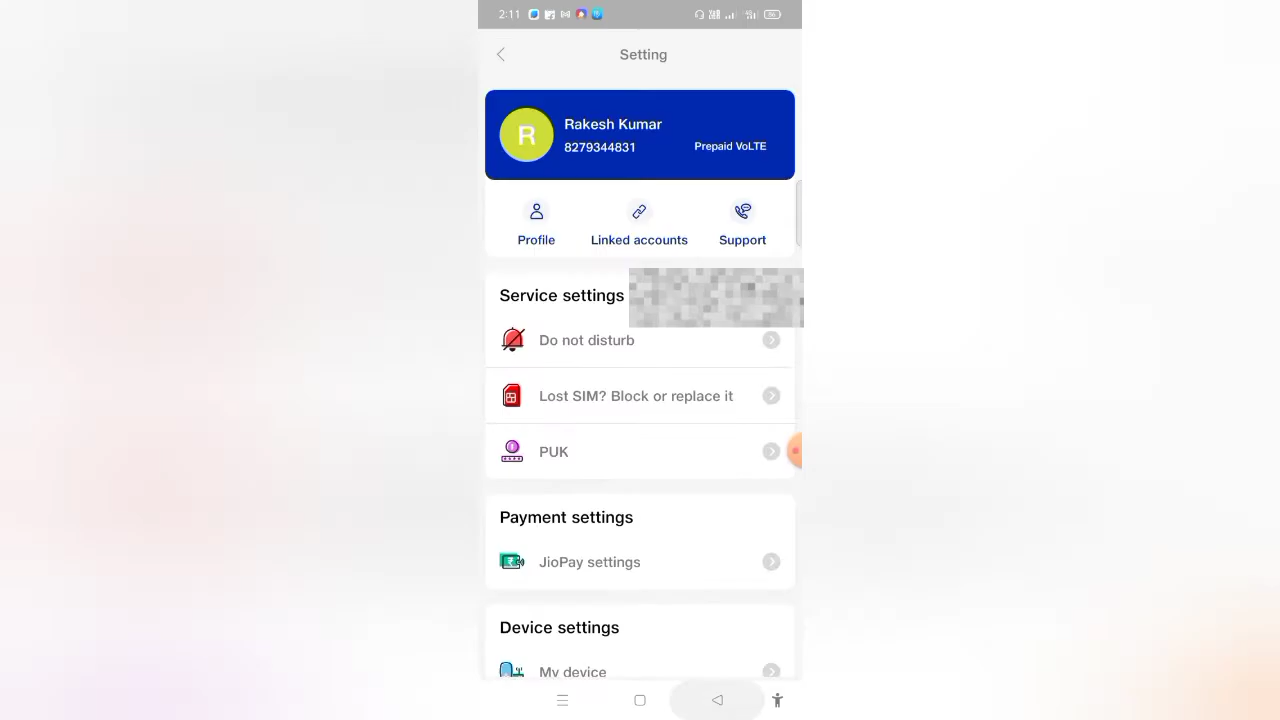 2:11
Setting
R
Rakesh Kumar
8279344831
Prepaid VoLTE
Profile
Linked accounts
Support
Service settings
Do not disturb
Lost SIM? Block or replace it
PUK
Payment settings
JioPay settings
Device settings
My device